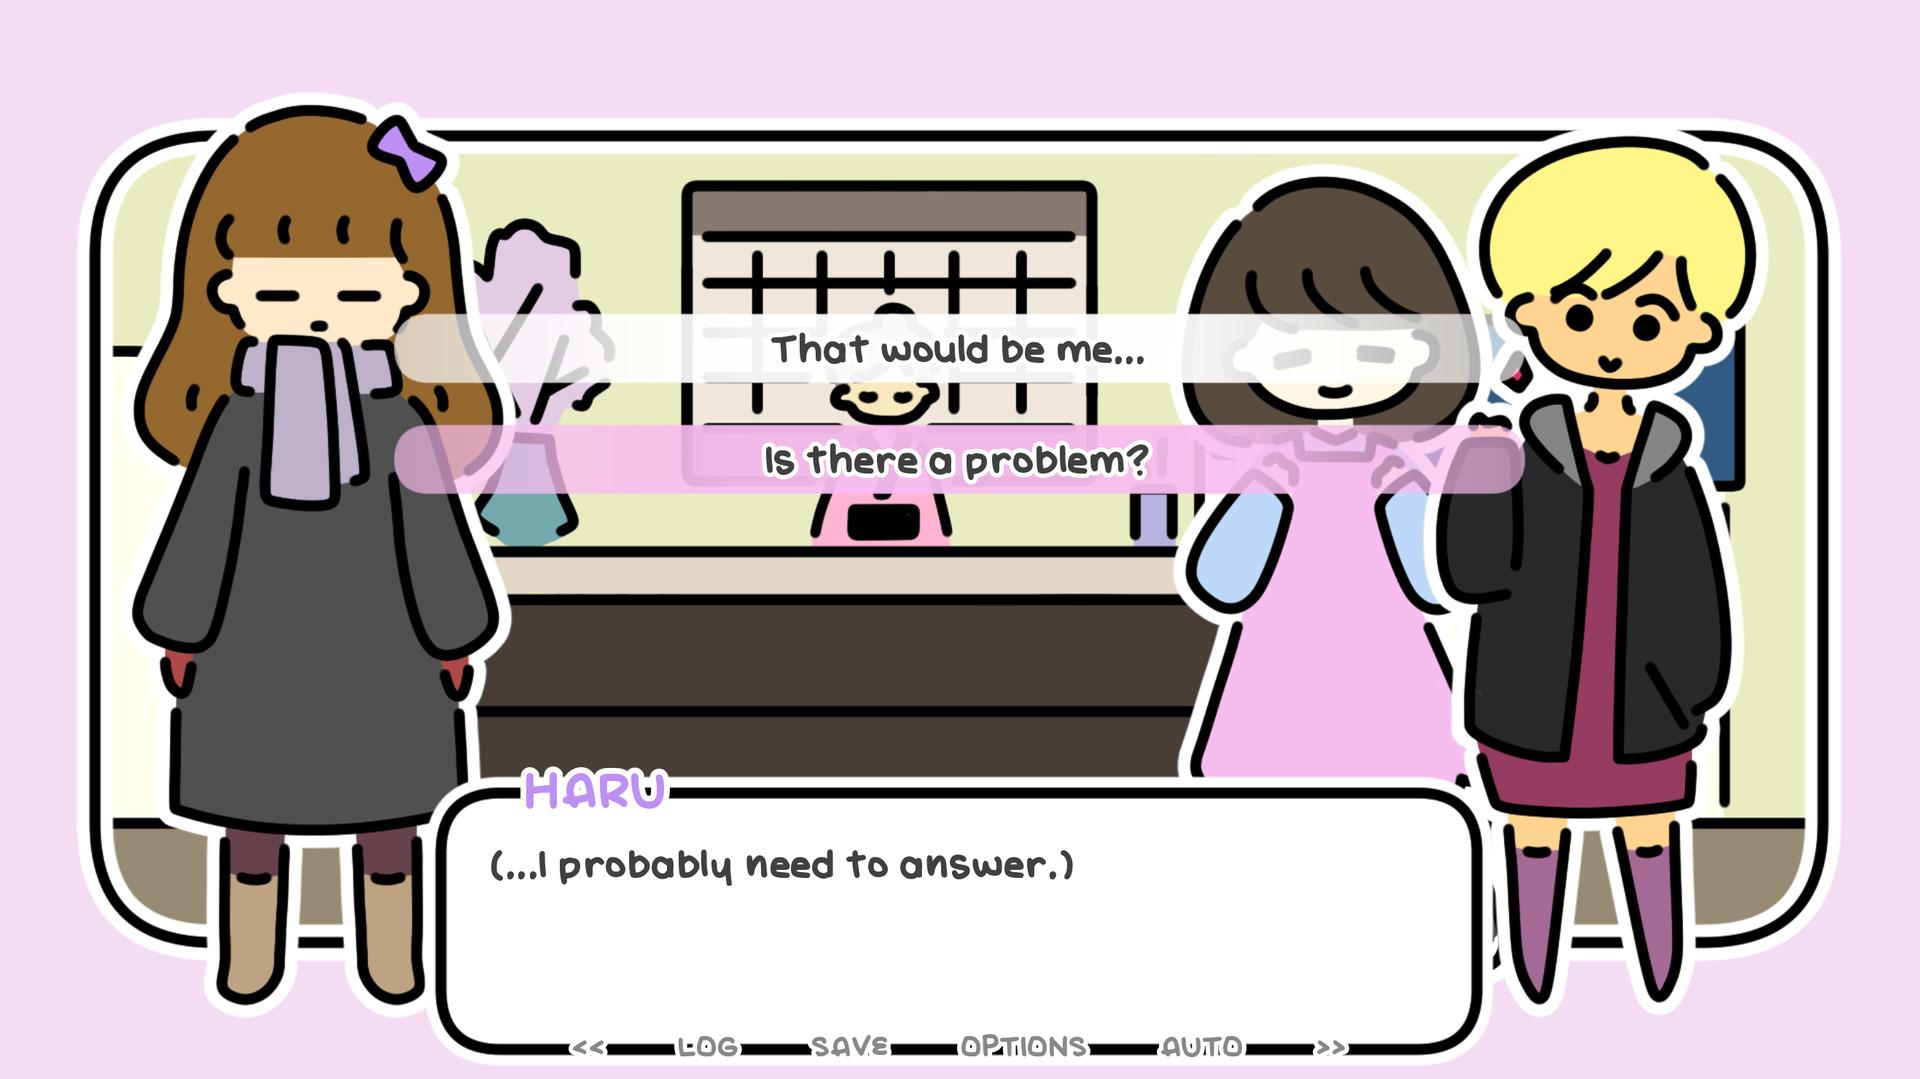 That would be me...
Is there a problem?
HARU
(...I probably need to answer.)
<< LOG SAVE OPTIONS AUTO >>